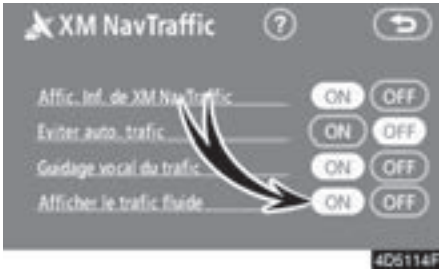 XM NavTraffic ?
Affic. Inf. de XM NavTraffic ON OFF
Eviter auto. trafic ON OFF
Guidage vocal du trafic ON OFF
Afficher le trafic fluide ON OFF
4D5114F